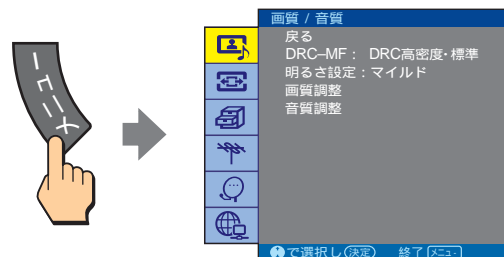 メニュー
画質 / 音質
戻る
DRC–MF： DRC高密度・標準
明るさ設定：マイルド
画質調整
音質調整
で選択し 決定 終了 メニュー